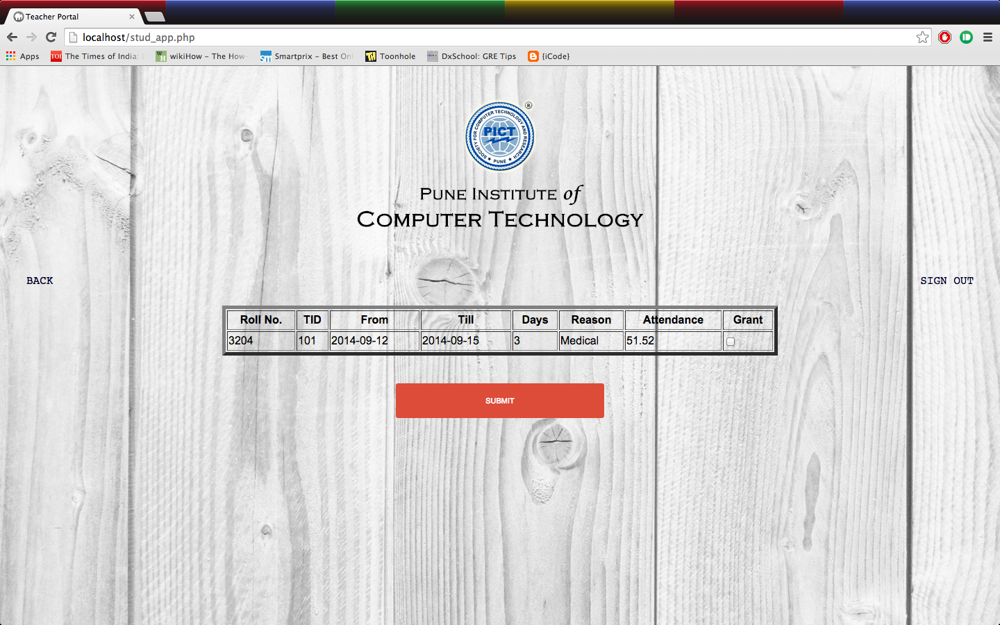 Teacher Portal
localhost/stud_app.php
Apps
TOI
The Times of India:
WH
wikiHow – The How-
Smartprix – Best Onl
Toonhole
DxSchool: GRE Tips
{iCode}
®
SOCIETY FOR COMPUTER TECHNOLOGY AND RESEARCH
PICT
★ PUNE ★
Pune Institute of
Computer Technology
BACK
SIGN OUT
Roll No. TID From Till Days Reason Attendance Grant
3204 101 2014-09-12 2014-09-15 3 Medical 51.52
SUBMIT